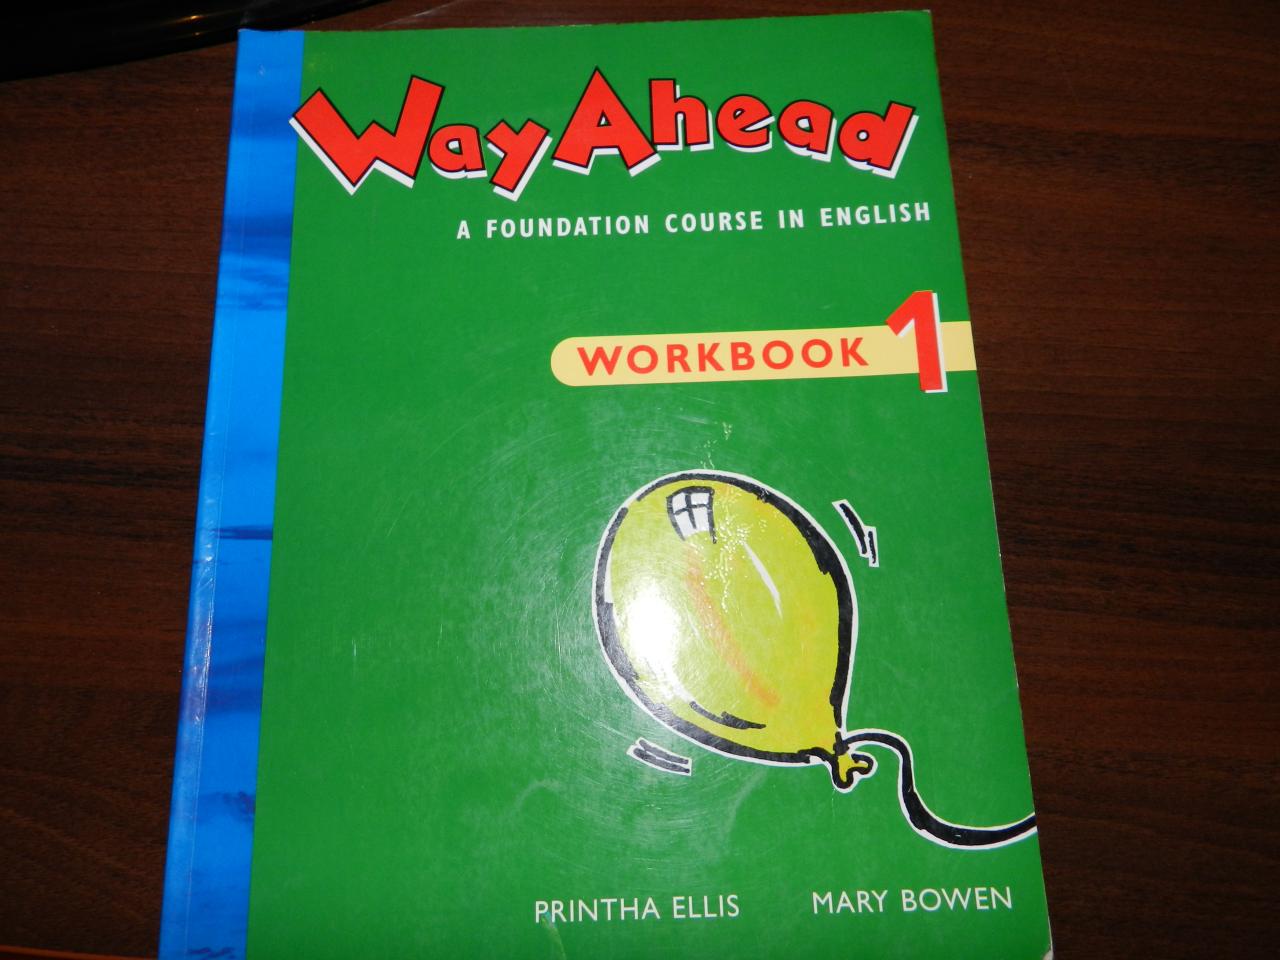 Way Ahead
A FOUNDATION COURSE IN ENGLISH
WORKBOOK 1
PRINTHA ELLIS MARY BOWEN